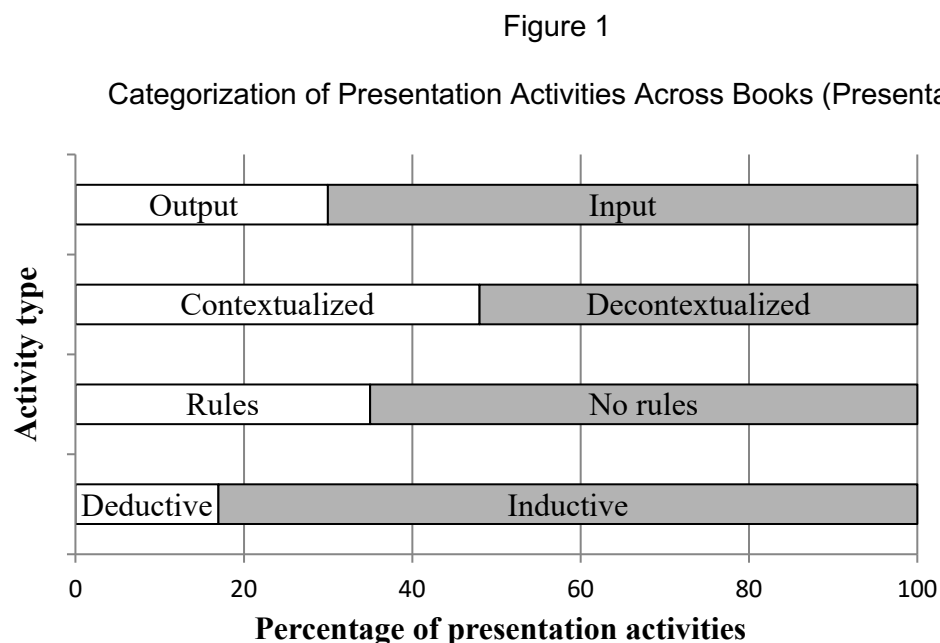 Figure 1
Categorization of Presentation Activities Across Books (Presenta
Output Input
Contextualized Decontextualized
Rules No rules
Deductive Inductive
Activity type
0 20 40 60 80 100
Percentage of presentation activities